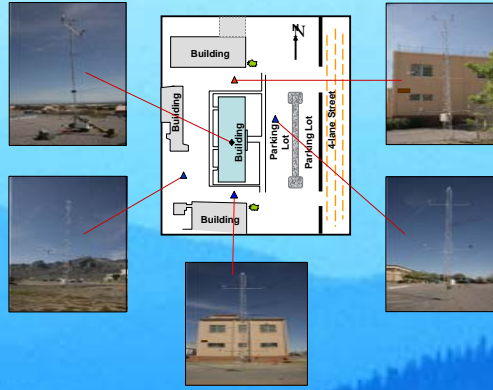 Building
N
Building
Building
Parking
Lot
Parking Lot
4-lane Street
Building